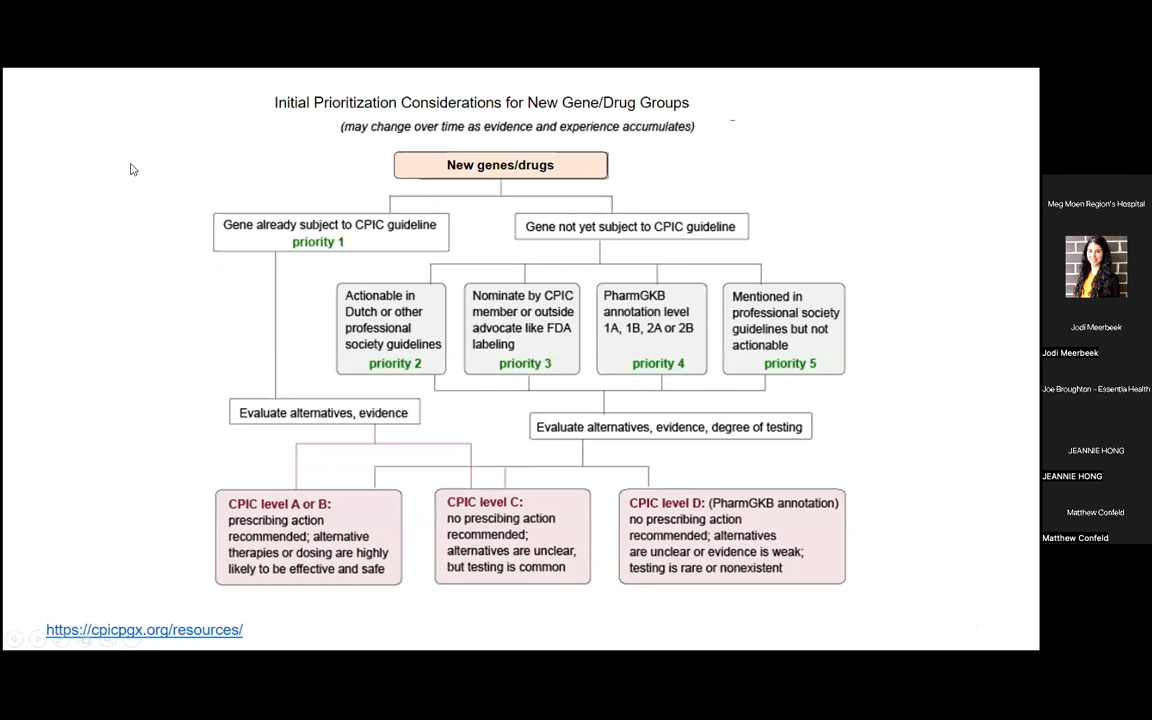 Initial Prioritization Considerations for New Gene/Drug Groups
(may change over time as evidence and experience accumulates)
New genes/drugs
Gene already subject to CPIC guideline
priority 1
Gene not yet subject to CPIC guideline
Actionable in
Dutch or other
professional
society guidelines
priority 2
Nominate by CPIC
member or outside
advocate like FDA
labeling
priority 3
PharmGKB
annotation level
1A, 1B, 2A or 2B
priority 4
Mentioned in
professional society
guidelines but not
actionable
priority 5
Evaluate alternatives, evidence
Evaluate alternatives, evidence, degree of testing
CPIC level A or B:
prescribing action
recommended; alternative
therapies or dosing are highly
likely to be effective and safe
CPIC level C:
no prescibing action
recommended;
alternatives are unclear,
but testing is common
CPIC level D: (PharmGKB annotation)
no prescribing action
recommended; alternatives
are unclear or evidence is weak;
testing is rare or nonexistent
https://cpicpgx.org/resources/
Meg Moen Region's Hospital
Jodi Meerbeek
Jodi Meerbeek
Joe Broughton - Essentia Health
JEANNIE HONG
JEANNIE HONG
Matthew Confeld
Matthew Confeld